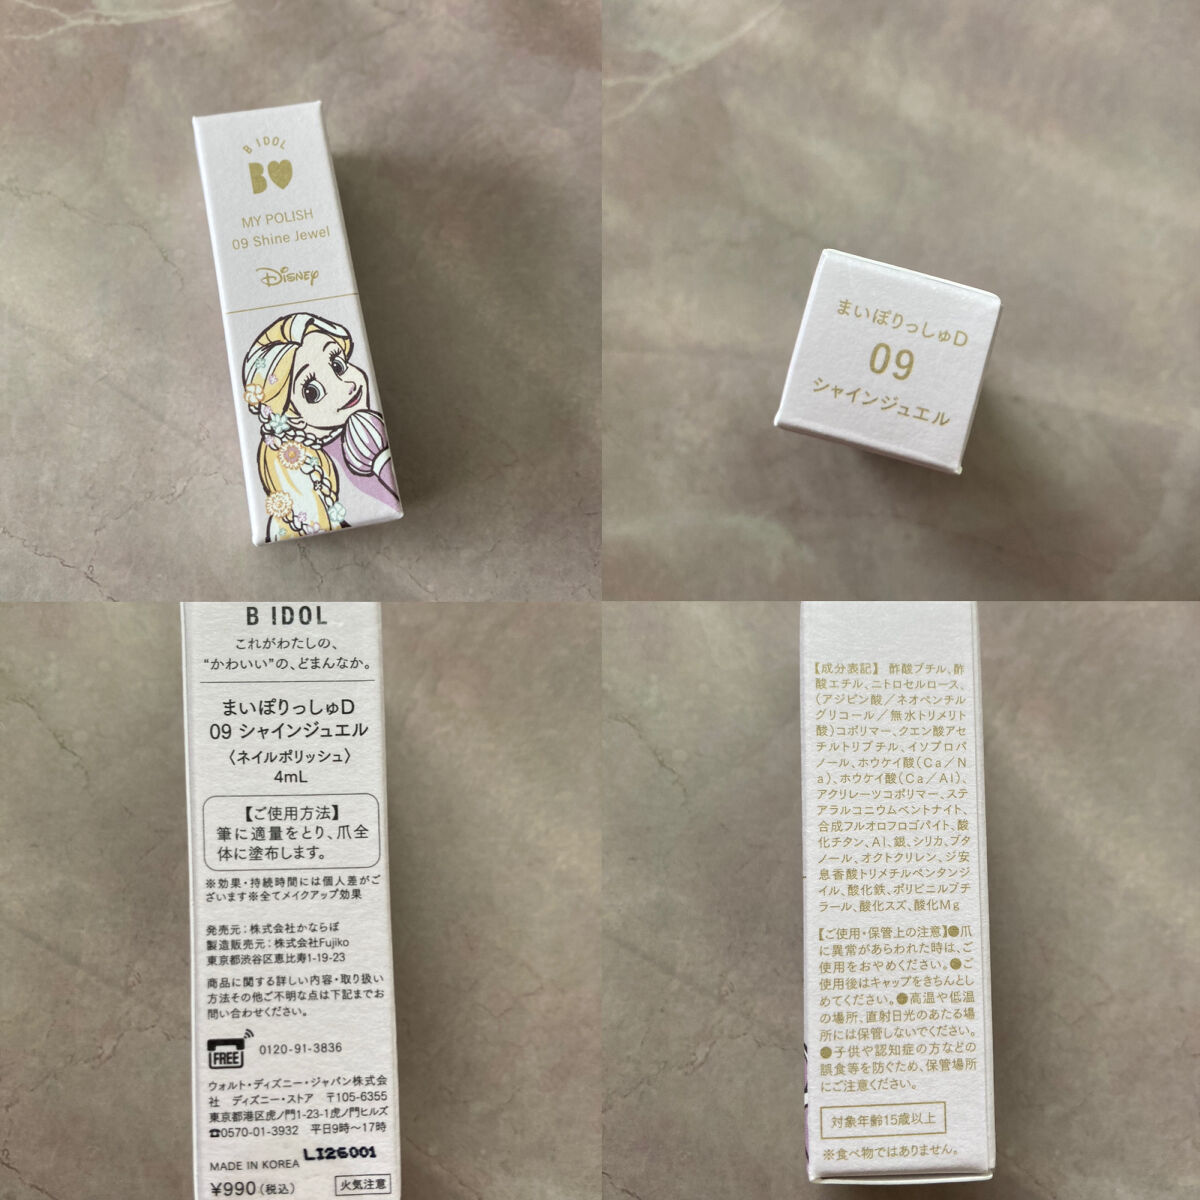 B IDOL
B
MY POLISH
09 Shine Jewel
Disney
まいぽりっしゅD
09
シャインジュエル
B IDOL
これがわたしの、
“かわいい”の、どまんなか。
まいぽりっしゅD
09 シャインジュエル
〈ネイルポリッシュ〉
4mL
【ご使用方法】
筆に適量をとり、爪全
体に塗布します。
※効果・持続時間には個人差がご
ざいます※全てメイクアップ効果
発売元：株式会社かならぼ
製造販売元：株式会社Fujiko
東京都渋谷区恵比寿1-19-23
商品に関する詳しい内容・取り扱い
方法その他ご不明な点は下記までお
問い合わせください。
FREE
0120-91-3836
ウォルト・ディズニー・ジャパン株式会
社 ディズニー・ストア 〒105-6355
東京都港区虎ノ門1-23-1虎ノ門ヒルズ
☎0570-01-3932 平日9時〜17時
MADE IN KOREA LI26001
¥990（税込） 火気注意
【成分表記】 酢酸ブチル、酢
酸エチル、ニトロセルロース、
（アジピン酸／ネオペンチル
グリコール／無水トリメリト
酸）コポリマー、クエン酸アセ
チルトリブチル、イソプロパ
ノール、ホウケイ酸（Ca／N
a）、ホウケイ酸（Ca／Al）、
アクリレーツコポリマー、ステ
アラルコニウムベントナイト、
合成フルオロフロゴパイト、酸
化チタン、Al、銀、シリカ、ブタ
ノール、オクトクリレン、ジ安
息香酸トリメチルペンタンジ
イル、酸化鉄、ポリビニルブチ
ラール、酸化スズ、酸化Mg
【ご使用・保管上の注意】●爪
に異常があらわれた時は、ご
使用をおやめください。●ご
使用後はキャップをきちんとし
めてください。●高温や低温
の場所、直射日光のあたる場
所には保管しないでください。
●子供や認知症の方などの
誤食等を防ぐため、保管場所
にご注意ください。
対象年齢15歳以上
※食べ物ではありません。